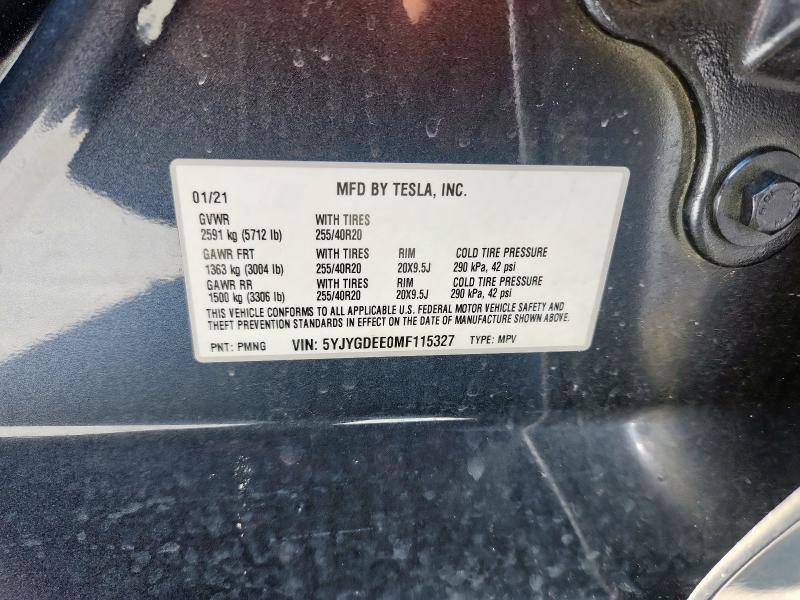 01/21 MFD BY TESLA, INC.
GVWR WITH TIRES
2591 kg (5712 lb) 255/40R20
GAWR FRT WITH TIRES RIM COLD TIRE PRESSURE
1363 kg (3004 lb) 255/40R20 20X9.5J 290 kPa, 42 psi
GAWR RR WITH TIRES RIM COLD TIRE PRESSURE
1500 kg (3306 lb) 255/40R20 20X9.5J 290 kPa, 42 psi
THIS VEHICLE CONFORMS TO ALL APPLICABLE U.S. FEDERAL MOTOR VEHICLE SAFETY AND
THEFT PREVENTION STANDARDS IN EFFECT ON THE DATE OF MANUFACTURE SHOWN ABOVE.
PNT: PMNG VIN: 5YJYGDEE0MF115327 TYPE: MPV